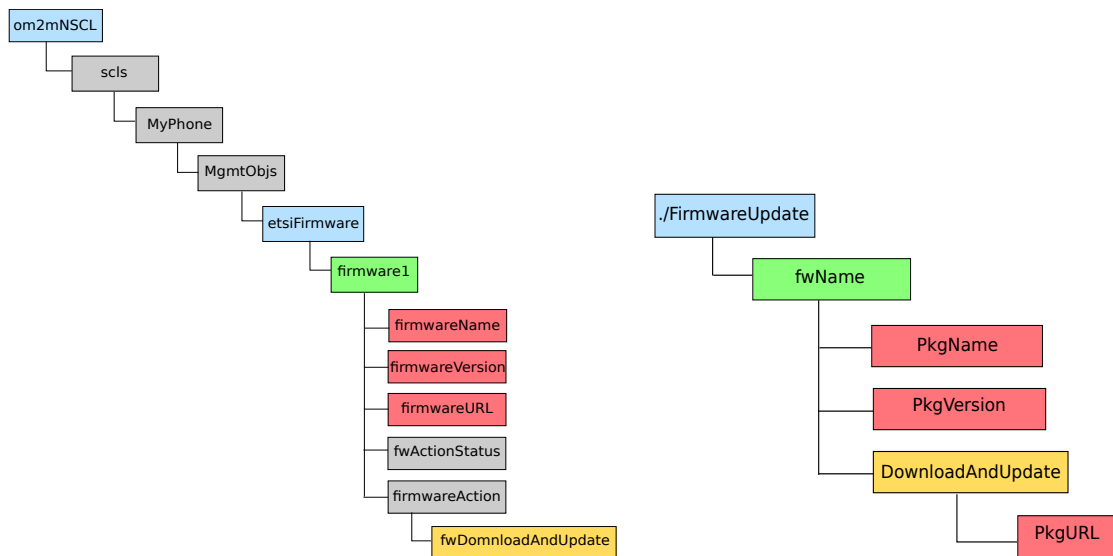 om2mNSCL
scls
MyPhone
MgmtObjs
etsiFirmware
firmware1
firmwareName
firmwareVersion
firmwareURL
fwActionStatus
firmwareAction
fwDomnloadAndUpdate
./FirmwareUpdate
fwName
PkgName
PkgVersion
DownloadAndUpdate
PkgURL